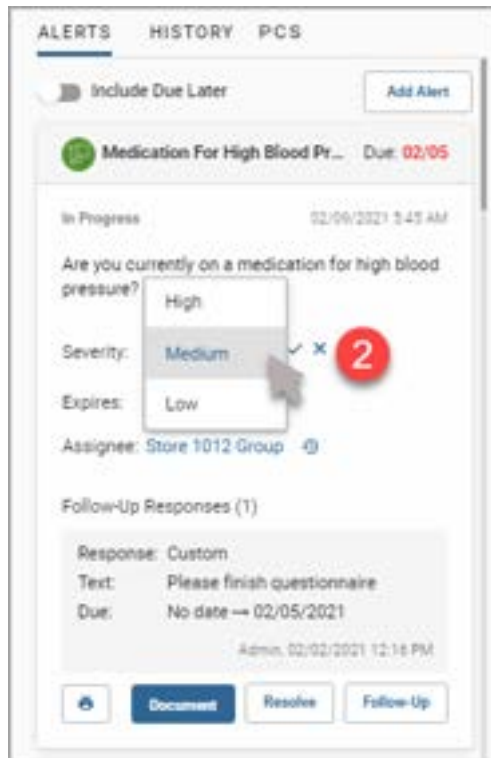 ALERTS HISTORY PCS
Include Due Later Add Alert
Medication For High Blood Pr... Due: 02/05
In Progress 02/09/2021 5:45 AM
Are you currently on a medication for high blood
pressure?
High
Severity: Medium 2
Expires: Low
Assignee: Store 1012 Group
Follow-Up Responses (1)
Response: Custom
Text: Please finish questionnaire
Due: No date → 02/05/2021
Admin, 02/02/2021 12:16 PM
Document Resolve Follow-Up